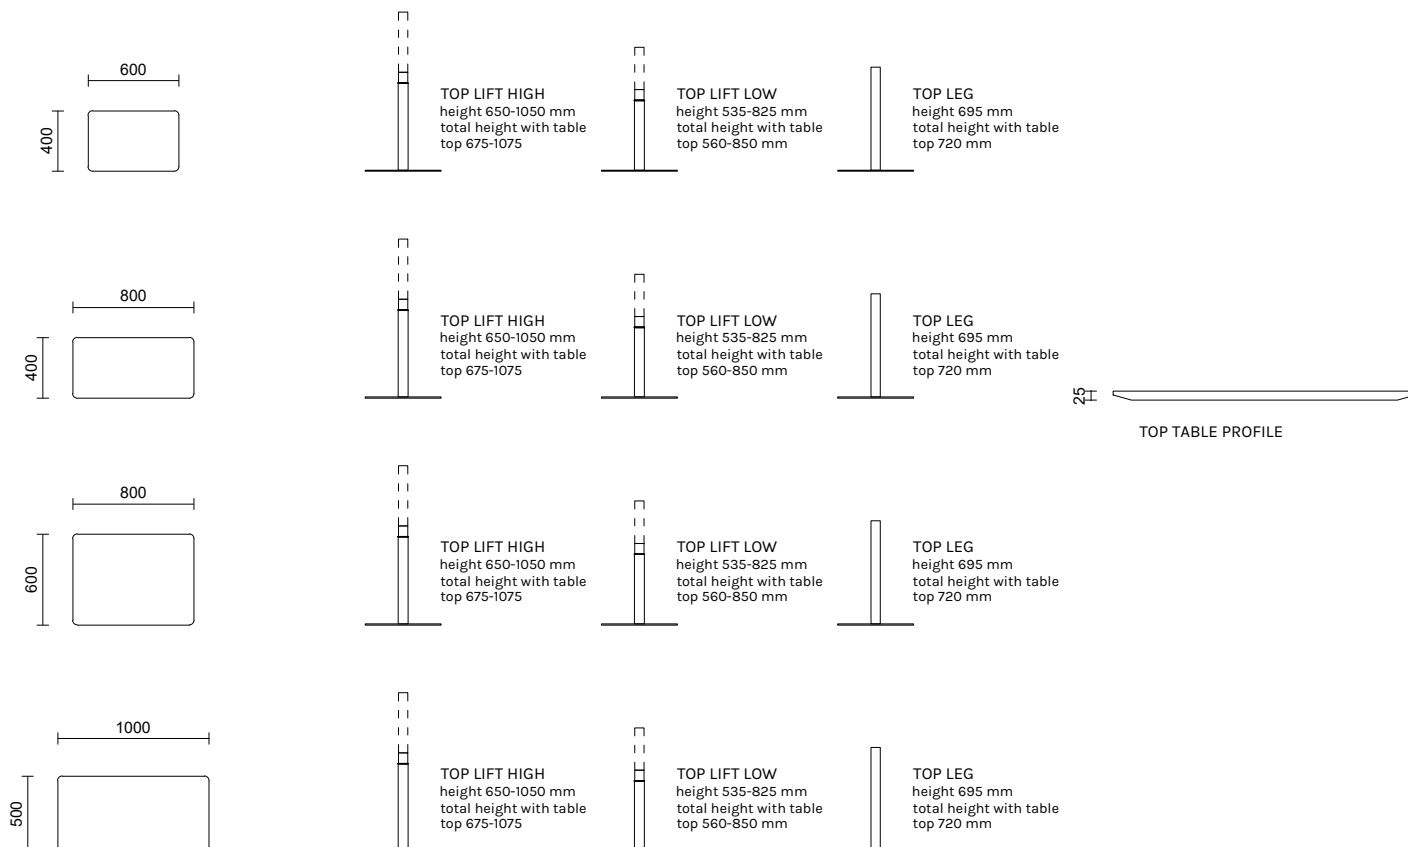 600
400
TOP LIFT HIGH
height 650-1050 mm
total height with table
top 675-1075
TOP LIFT LOW
height 535-825 mm
total height with table
top 560-850 mm
TOP LEG
height 695 mm
total height with table
top 720 mm
800
400
TOP LIFT HIGH
height 650-1050 mm
total height with table
top 675-1075
TOP LIFT LOW
height 535-825 mm
total height with table
top 560-850 mm
TOP LEG
height 695 mm
total height with table
top 720 mm
25
TOP TABLE PROFILE
800
600
TOP LIFT HIGH
height 650-1050 mm
total height with table
top 675-1075
TOP LIFT LOW
height 535-825 mm
total height with table
top 560-850 mm
TOP LEG
height 695 mm
total height with table
top 720 mm
1000
500
TOP LIFT HIGH
height 650-1050 mm
total height with table
top 675-1075
TOP LIFT LOW
height 535-825 mm
total height with table
top 560-850 mm
TOP LEG
height 695 mm
total height with table
top 720 mm